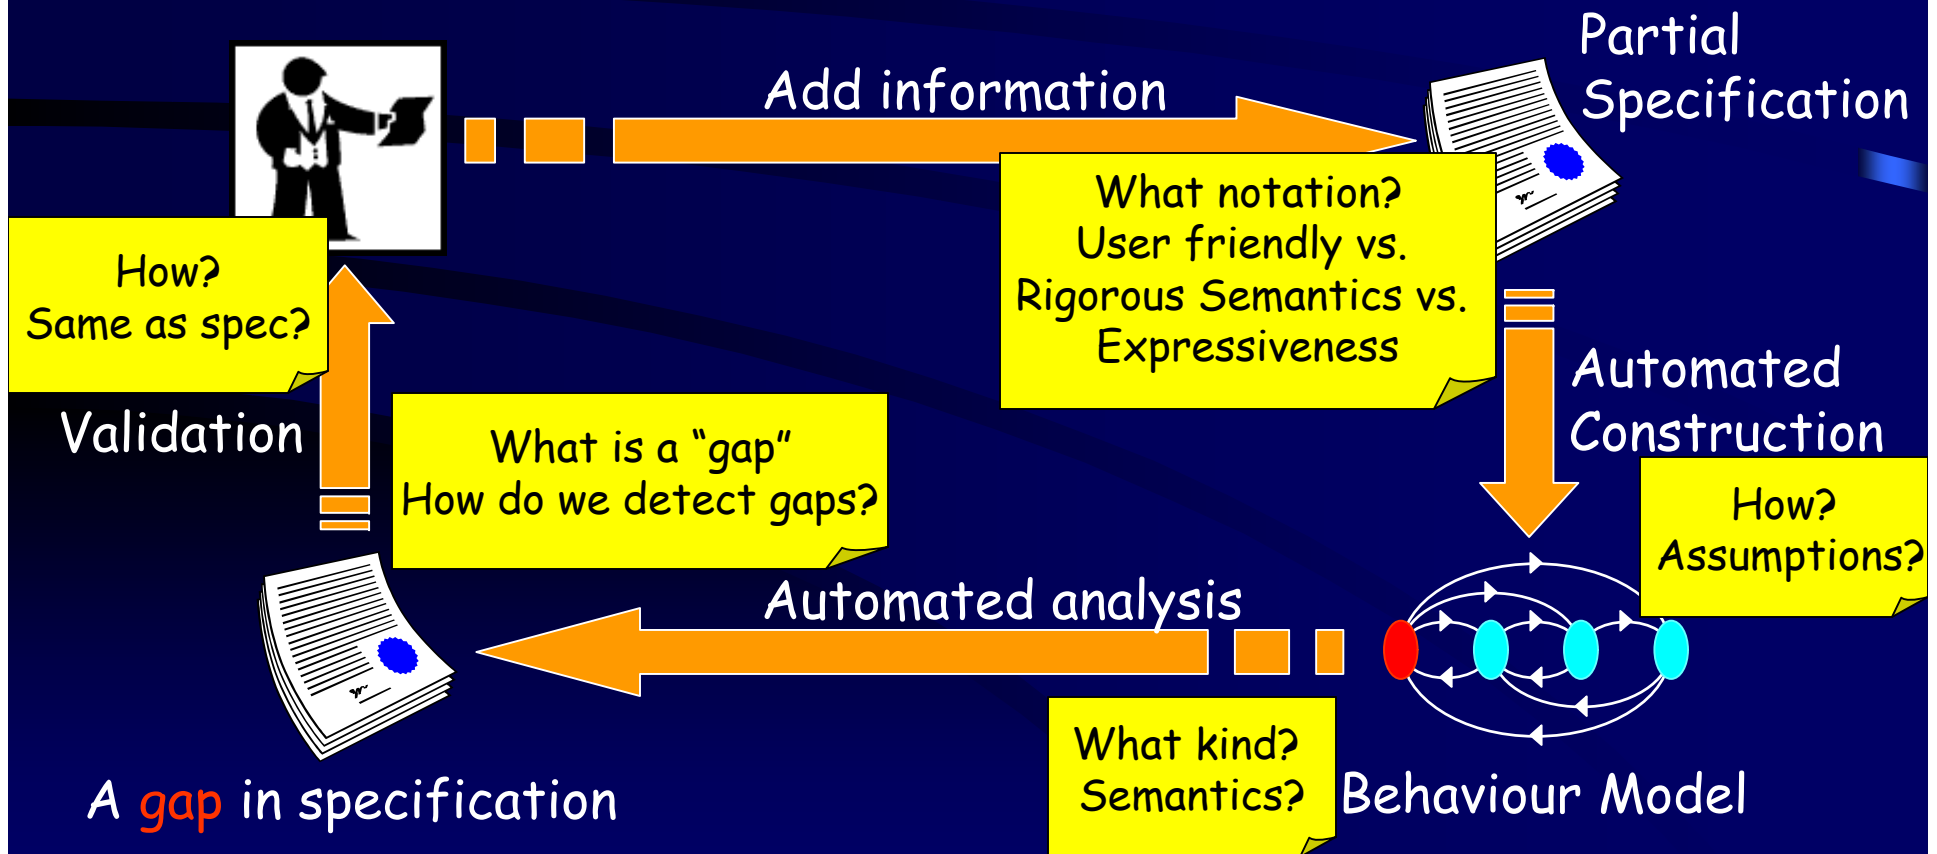 Partial
Specification
Add information
What notation?
User friendly vs.
Rigorous Semantics vs.
Expressiveness
How?
Same as spec?
Automated
Construction
Validation
What is a “gap”
How do we detect gaps?
How?
Assumptions?
Automated analysis
What kind?
Semantics?
Behaviour Model
A gap in specification